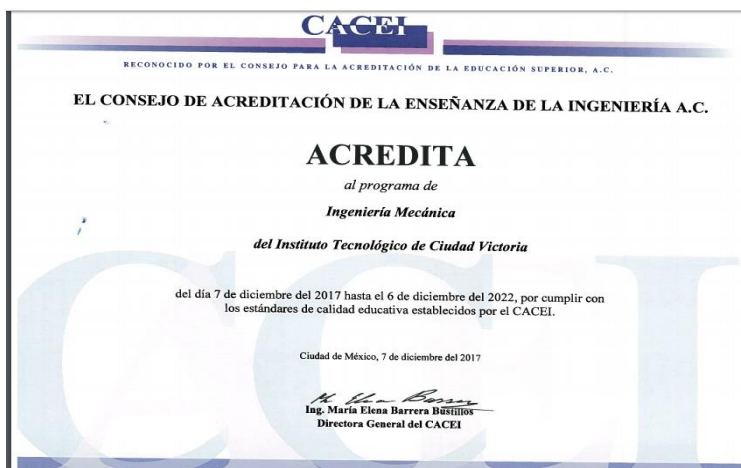 CACEI
RECONOCIDO POR EL CONSEJO PARA LA ACREDITACIÓN DE LA EDUCACIÓN SUPERIOR, A.C.
EL CONSEJO DE ACREDITACIÓN DE LA ENSEÑANZA DE LA INGENIERÍA A.C.
ACREDITA
al programa de
Ingeniería Mecánica
del Instituto Tecnológico de Ciudad Victoria
del día 7 de diciembre del 2017 hasta el 6 de diciembre del 2022, por cumplir con
los estándares de calidad educativa establecidos por el CACEI.
Ciudad de México, 7 de diciembre del 2017
Ing. María Elena Barrera Bustillos
Directora General del CACEI